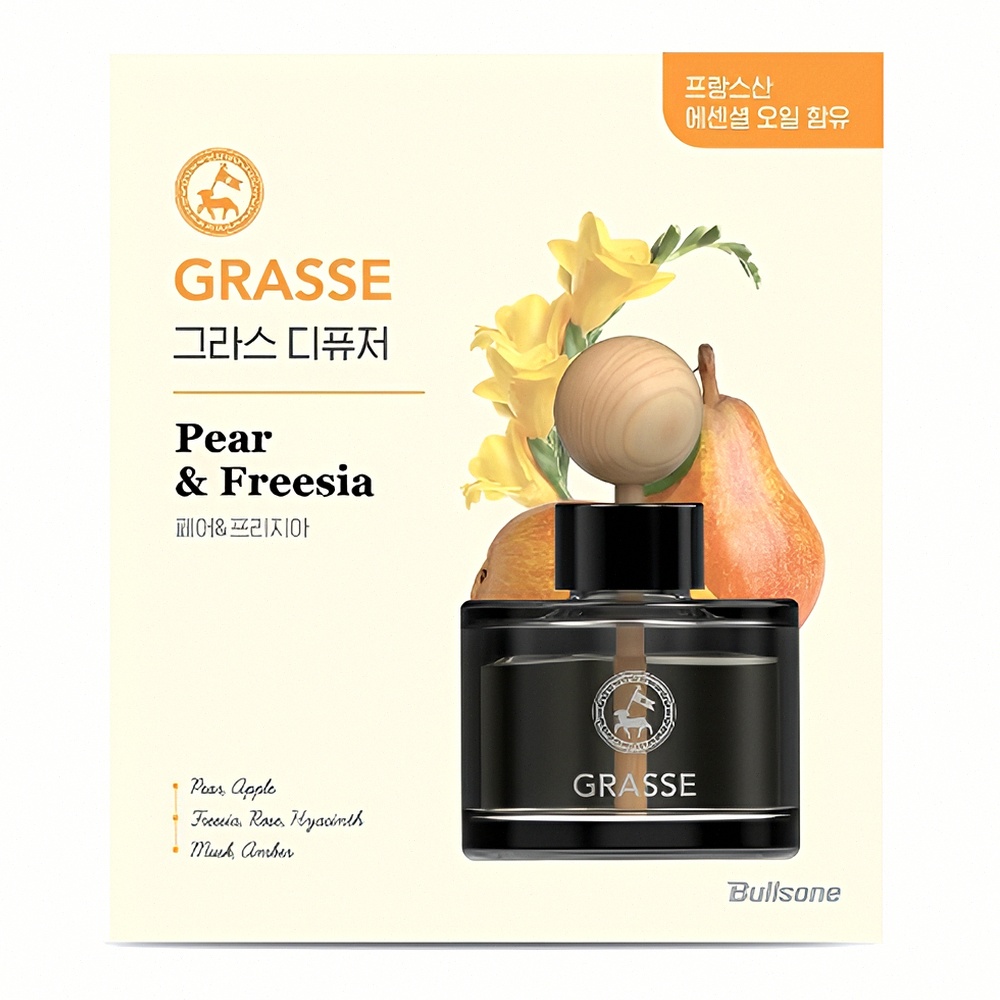 프랑스산
에센셜 오일 함유
GRASSE
그라스 디퓨저
Pear
& Freesia
페어&프리지아
Pear, Apple
Freesia, Rose, Hyacinth
Musk, Amber
GRASSE
Bullsone